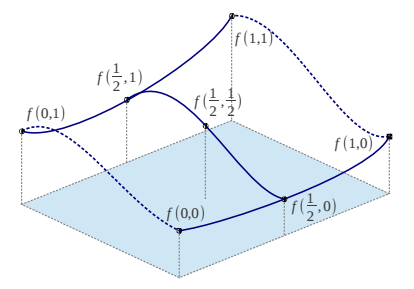 f(1,1)
f(1/2,1)
f(0,1)
f(1/2,1/2)
f(1,0)
f(0,0)
f(1/2,0)